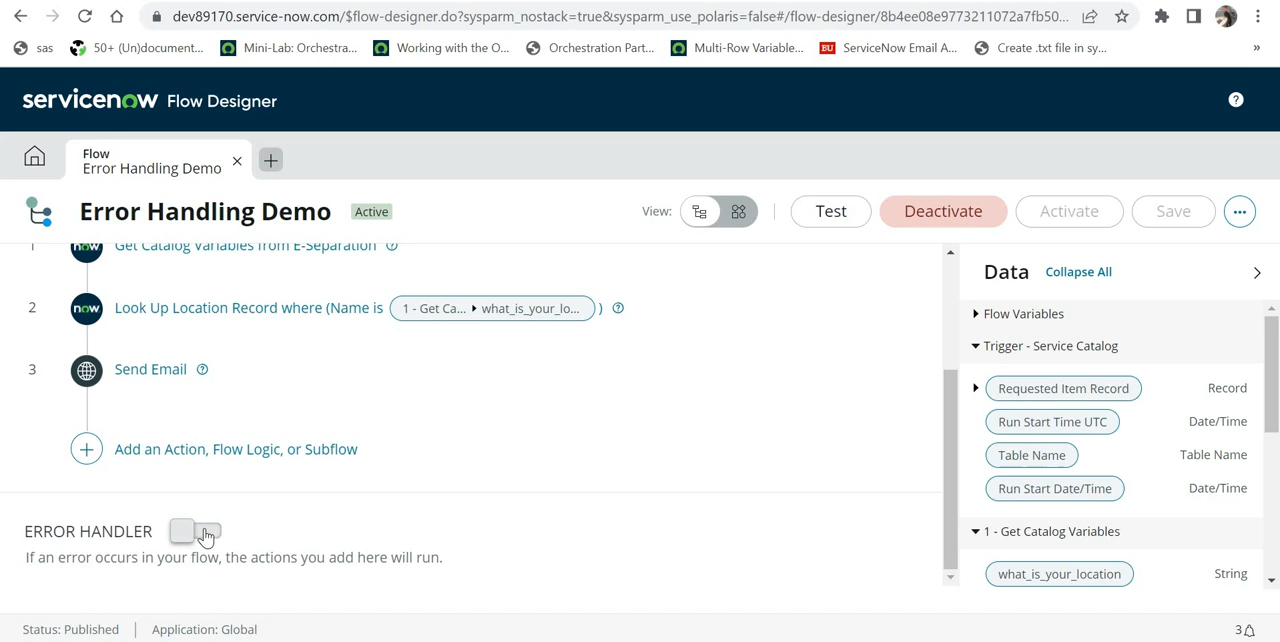 dev89170.service-now.com/$flow-designer.do?sysparm_nostack=true&sysparm_use_polaris=false#/flow-designer/8b4ee08e9773211072a7fb50...
sas 50+ (Un)document... Mini-Lab: Orchestra... Working with the O... Orchestration Part... Multi-Row Variable... BU ServiceNow Email A... Create .txt file in sy... »
servicenow Flow Designer
Flow
Error Handling Demo
Error Handling Demo Active View: Test Deactivate Activate Save ...
1 now Get Catalog Variables from E-Separation
2 now Look Up Location Record where (Name is 1 - Get Ca... what_is_your_lo... )
3 Send Email
Add an Action, Flow Logic, or Subflow
ERROR HANDLER
If an error occurs in your flow, the actions you add here will run.
Data Collapse All
Flow Variables
Trigger - Service Catalog
Requested Item Record Record
Run Start Time UTC Date/Time
Table Name Table Name
Run Start Date/Time Date/Time
1 - Get Catalog Variables
what_is_your_location String
Status: Published Application: Global 3